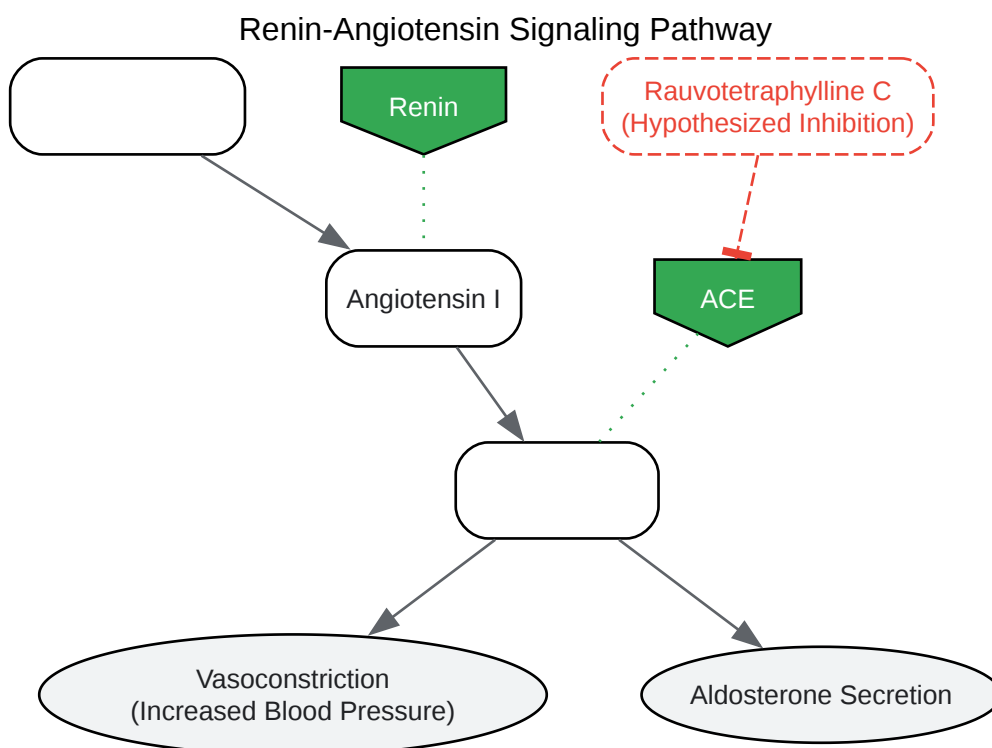 Renin-Angiotensin Signaling Pathway
Renin
Rauvotetraphylline C
(Hypothesized Inhibition)
Angiotensin I
ACE
Vasoconstriction
(Increased Blood Pressure)
Aldosterone Secretion